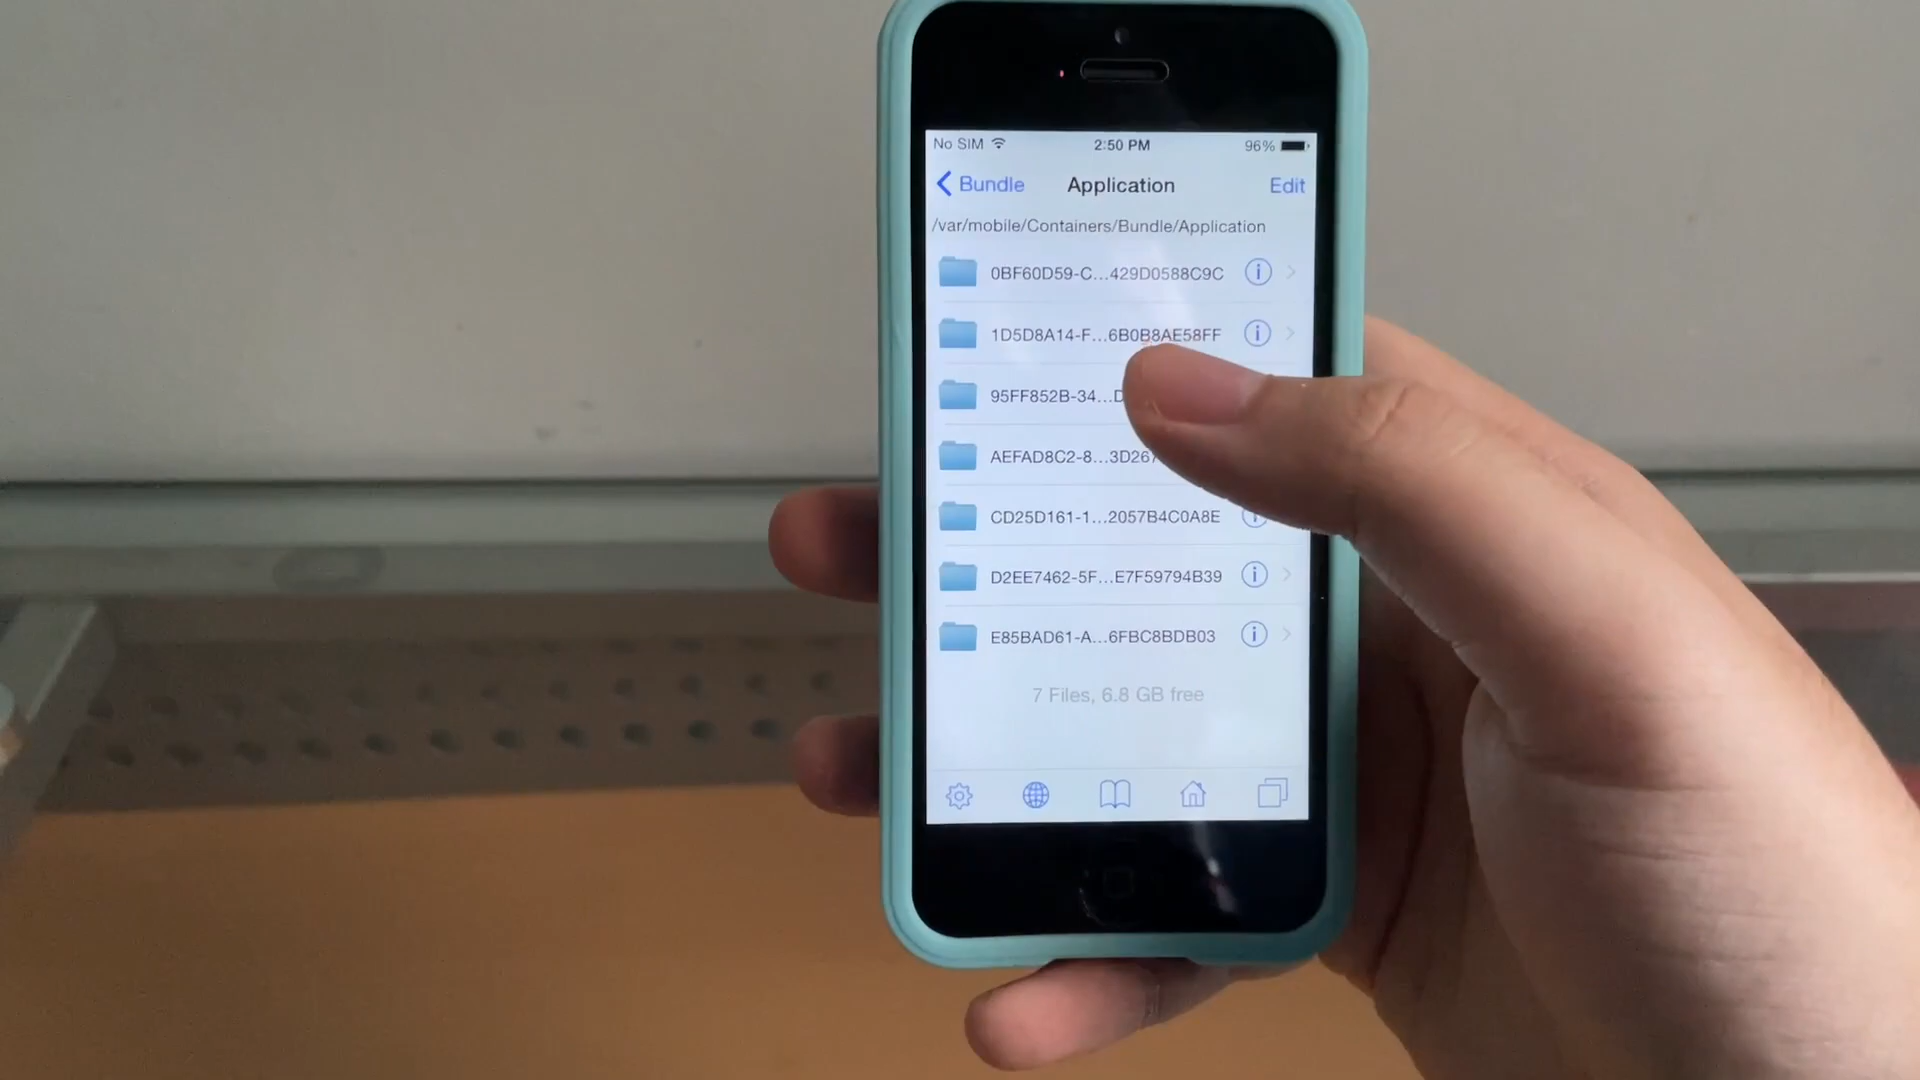 No SIM 2:50 PM 96%
Bundle Application Edit
/var/mobile/Containers/Bundle/Application
0BF60D59-C...429D0588C9C
1D5D8A14-F...6B0B8AE58FF
95FF852B-34...
AEFAD8C2-8...3D267
CD25D161-1...2057B4C0A8E
D2EE7462-5F...E7F59794B39
E85BAD61-A...6FBC8BDB03
7 Files, 6.8 GB free